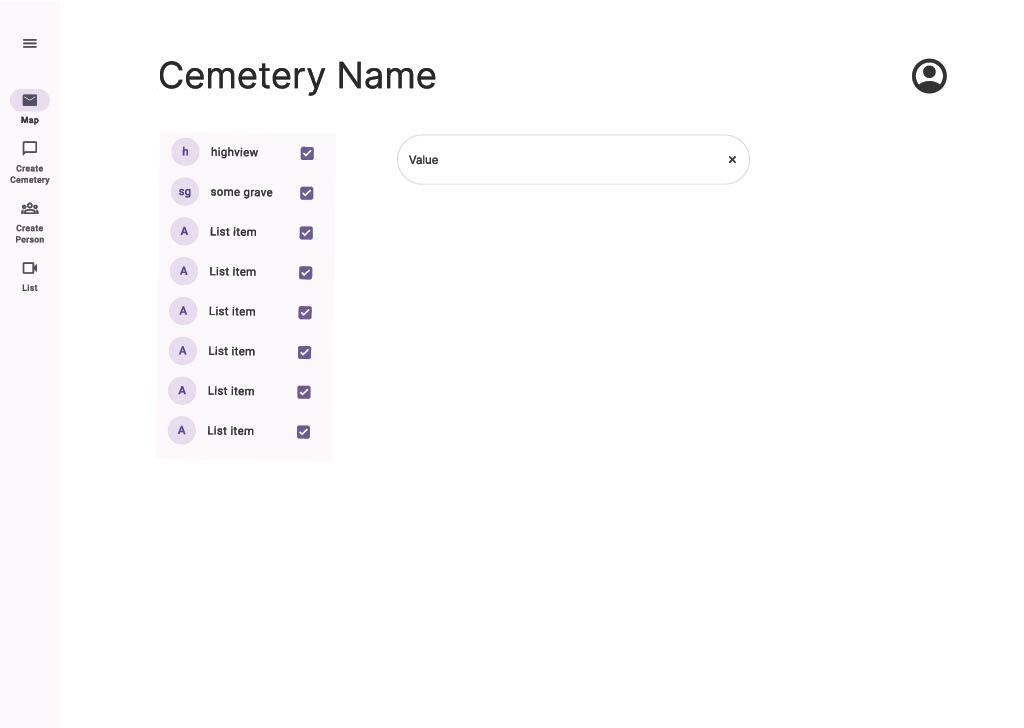 Cemetery Name
Map
Create
Cemetery
Create
Person
List
h highview
sg some grave
A List item
A List item
A List item
A List item
A List item
A List item
Value